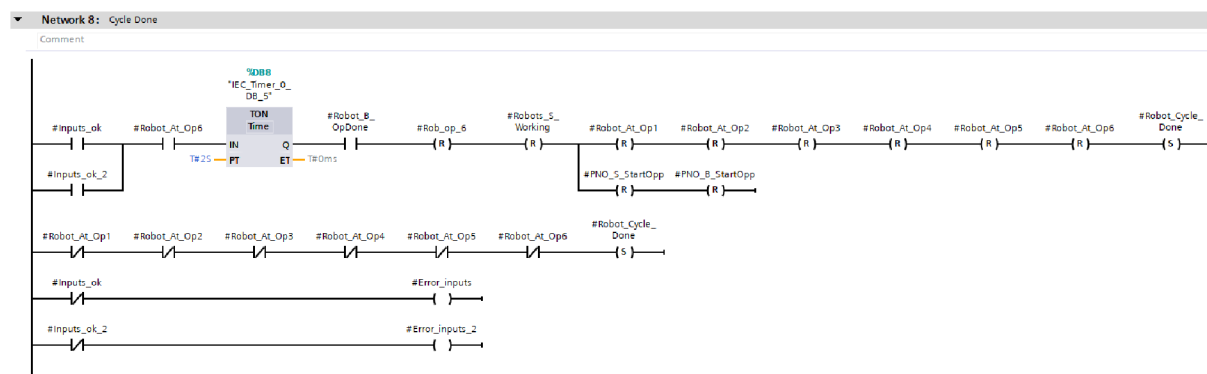 Network 8: Cycle Done
Comment
%DB8
"IEC_Timer_0_
DB_5"
TON
Time
#Inputs_ok #Robot_At_Op6 #Robot_B_
OpDone #Rob_op_6 #Robots_S_
Working #Robot_At_Op1 #Robot_At_Op2 #Robot_At_Op3 #Robot_At_Op4 #Robot_At_Op5 #Robot_At_Op6 #Robot_Cycle_
Done
IN Q R R R R R R R R S
T#2S PT ET T#0ms
#Inputs_ok_2 #PNO_S_StartOpp #PNO_B_StartOpp
R R
#Robot_At_Op1 #Robot_At_Op2 #Robot_At_Op3 #Robot_At_Op4 #Robot_At_Op5 #Robot_At_Op6 #Robot_Cycle_
Done
S
#Inputs_ok #Error_inputs
#Inputs_ok_2 #Error_inputs_2